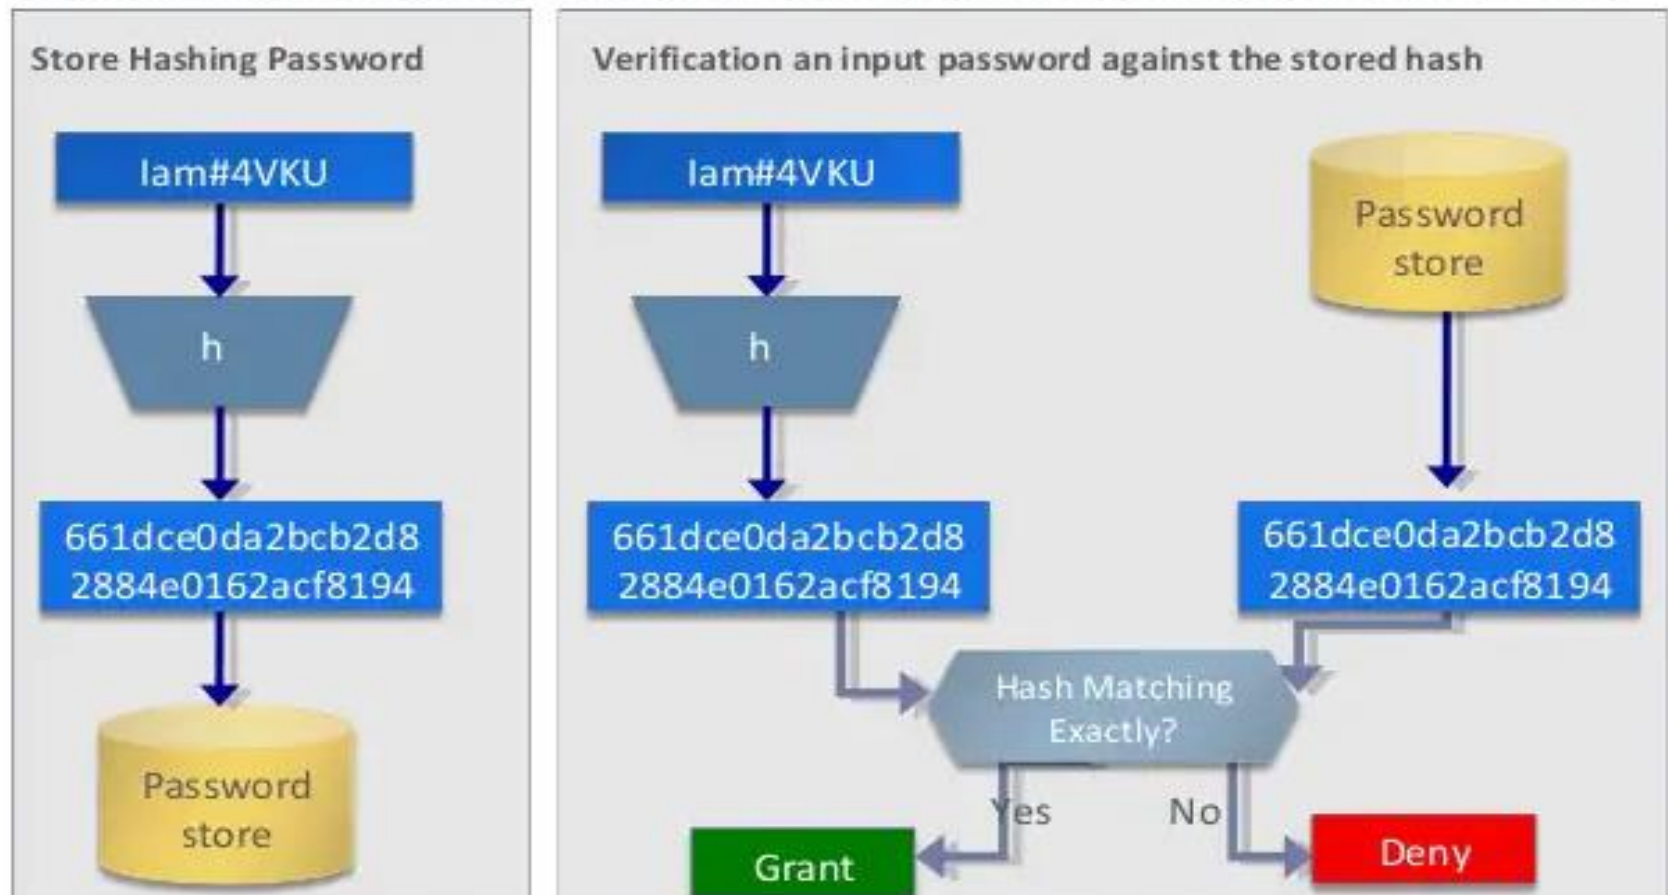 Store Hashing Password
Iam#4VKU
h
661dce0da2bcb2d8
2884e0162acf8194
Password
store
Verification an input password against the stored hash
Iam#4VKU
h
661dce0da2bcb2d8
2884e0162acf8194
Password
store
661dce0da2bcb2d8
2884e0162acf8194
Hash Matching
Exactly?
Yes
No
Grant
Deny